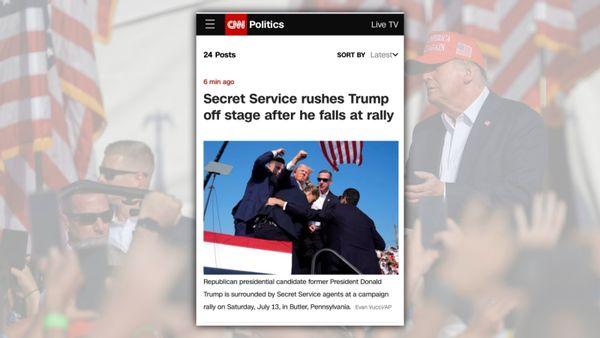 CNN Politics Live TV
24 Posts SORT BY Latest
6 min ago
Secret Service rushes Trump
off stage after he falls at rally
Republican presidential candidate former President Donald
Trump is surrounded by Secret Service agents at a campaign
rally on Saturday, July 13, in Butler, Pennsylvania. Evan Vucci/AP
AMERICA
AGAIN